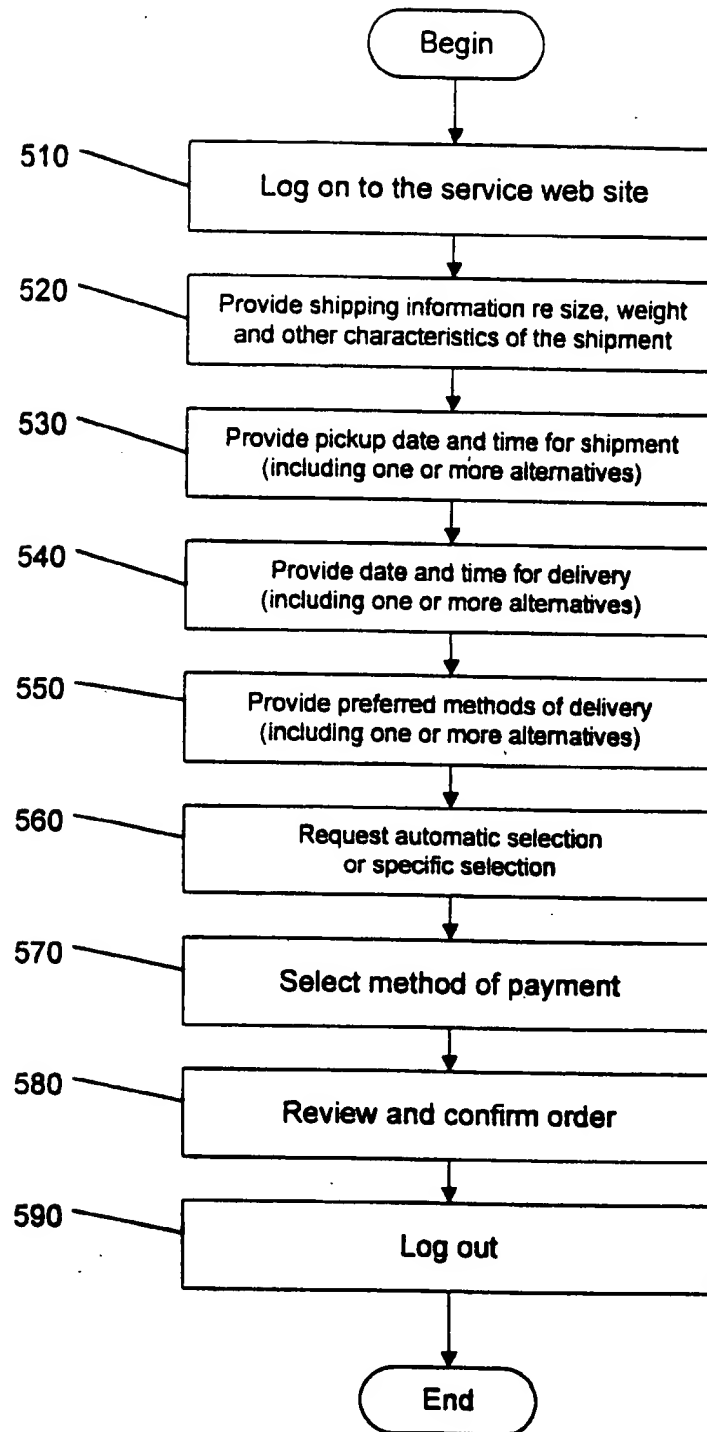 Begin
510
Log on to the service web site
520
Provide shipping information re size, weight
and other characteristics of the shipment
530
Provide pickup date and time for shipment
(including one or more alternatives)
540
Provide date and time for delivery
(including one or more alternatives)
550
Provide preferred methods of delivery
(including one or more alternatives)
560
Request automatic selection
or specific selection
570
Select method of payment
580
Review and confirm order
590
Log out
End